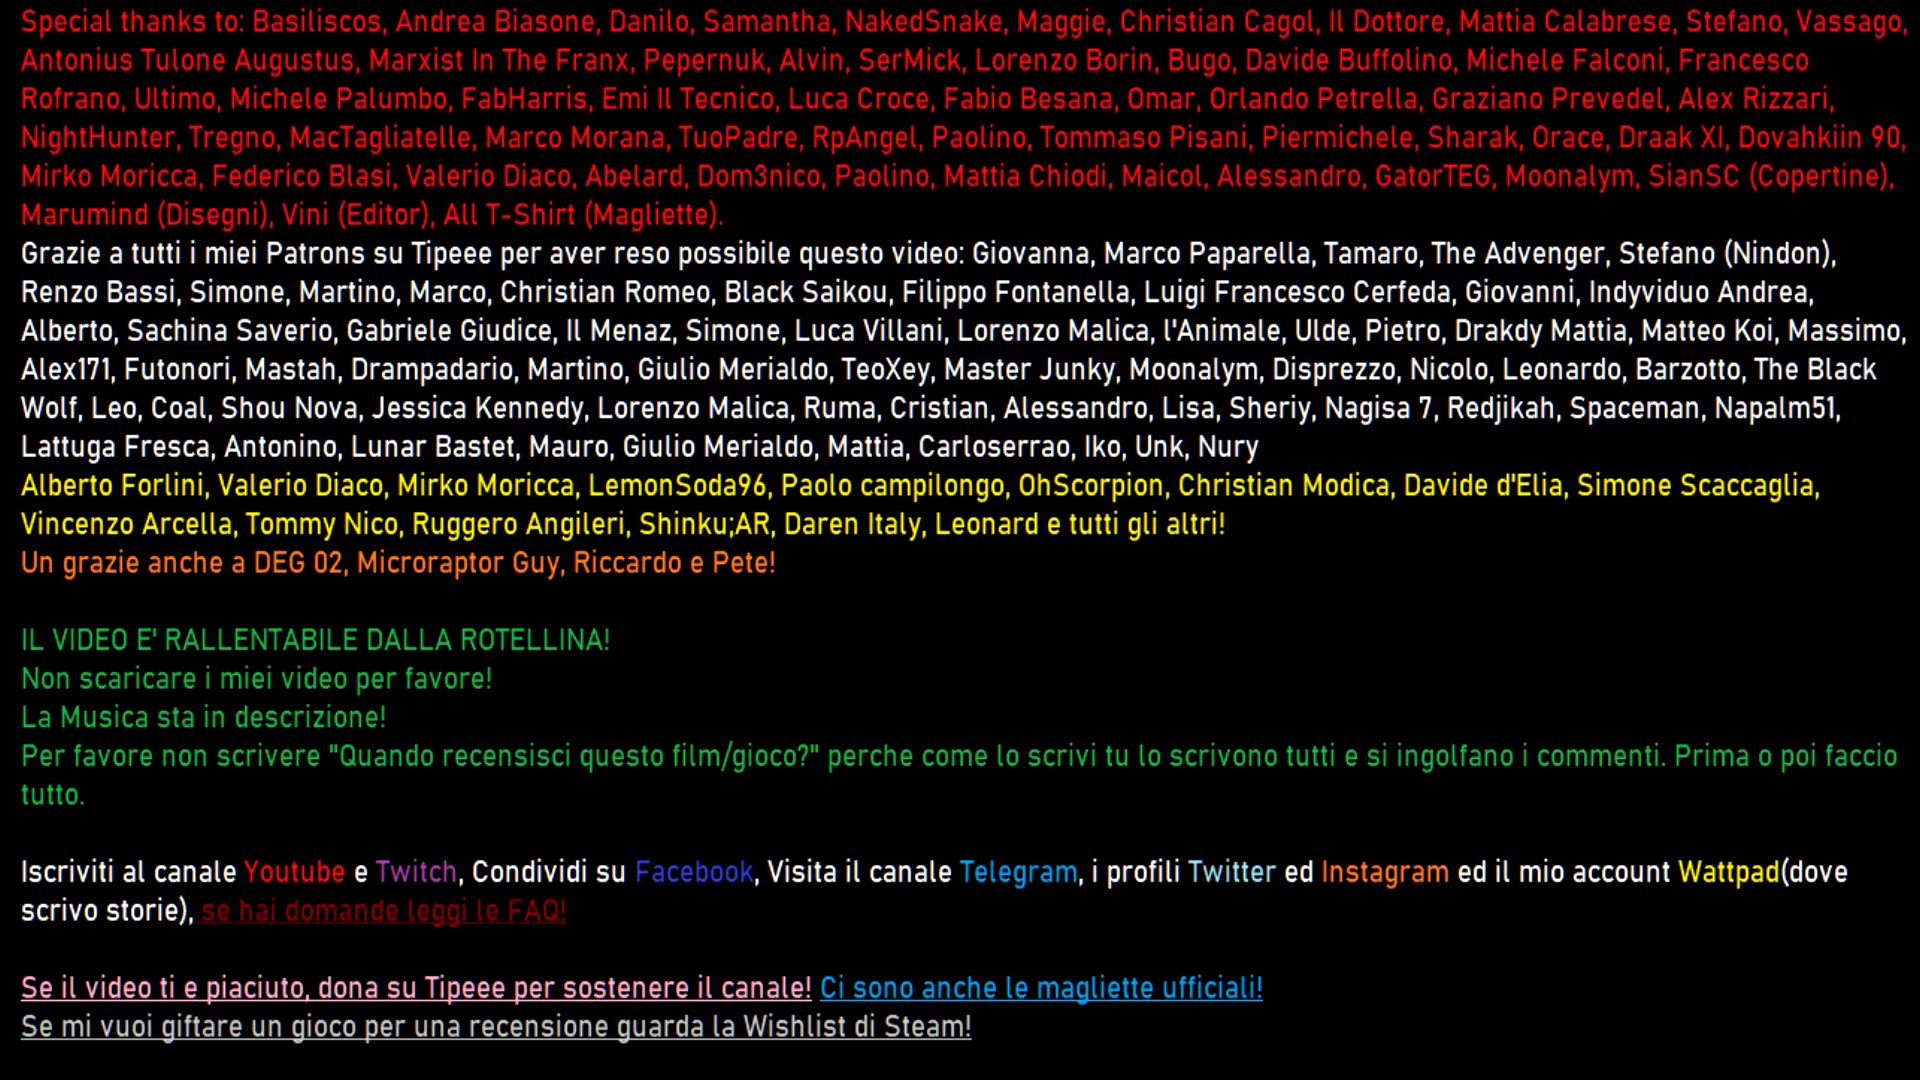 Special thanks to: Basiliscos, Andrea Biasone, Danilo, Samantha, NakedSnake, Maggie, Christian Cagol, Il Dottore, Mattia Calabrese, Stefano, Vassago,
Antonius Tulone Augustus, Marxist In The Franx, Pepernuk, Alvin, SerMick, Lorenzo Borin, Bugo, Davide Buffolino, Michele Falconi, Francesco
Rofrano, Ultimo, Michele Palumbo, FabHarris, Emi Il Tecnico, Luca Croce, Fabio Besana, Omar, Orlando Petrella, Graziano Prevedel, Alex Rizzari,
NightHunter, Tregno, MacTagliatelle, Marco Morana, TuoPadre, RpAngel, Paolino, Tommaso Pisani, Piermichele, Sharak, Orace, Draak XI, Dovahkiin 90,
Mirko Moricca, Federico Blasi, Valerio Diaco, Abelard, Dom3nico, Paolino, Mattia Chiodi, Maicol, Alessandro, GatorTEG, Moonalym, SianSC (Copertine),
Marumind (Disegni), Vini (Editor), All T-Shirt (Magliette).
Grazie a tutti i miei Patrons su Tipeee per aver reso possibile questo video: Giovanna, Marco Paparella, Tamaro, The Advenger, Stefano (Nindon),
Renzo Bassi, Simone, Martino, Marco, Christian Romeo, Black Saikou, Filippo Fontanella, Luigi Francesco Cerfeda, Giovanni, Indyviduo Andrea,
Alberto, Sachina Saverio, Gabriele Giudice, Il Menaz, Simone, Luca Villani, Lorenzo Malica, l'Animale, Ulde, Pietro, Drakdy Mattia, Matteo Koi, Massimo,
Alex171, Futonori, Mastah, Drampadario, Martino, Giulio Merialdo, TeoXey, Master Junky, Moonalym, Disprezzo, Nicolo, Leonardo, Barzotto, The Black
Wolf, Leo, Coal, Shou Nova, Jessica Kennedy, Lorenzo Malica, Ruma, Cristian, Alessandro, Lisa, Sheriy, Nagisa 7, Redjikah, Spaceman, Napalm51,
Lattuga Fresca, Antonino, Lunar Bastet, Mauro, Giulio Merialdo, Mattia, Carloserrao, Iko, Unk, Nury
Alberto Forlini, Valerio Diaco, Mirko Moricca, LemonSoda96, Paolo campilongo, OhScorpion, Christian Modica, Davide d'Elia, Simone Scaccaglia,
Vincenzo Arcella, Tommy Nico, Ruggero Angileri, Shinku;AR, Daren Italy, Leonard e tutti gli altri!
Un grazie anche a DEG 02, Microraptor Guy, Riccardo e Pete!
IL VIDEO E' RALLENTABILE DALLA ROTELLINA!
Non scaricare i miei video per favore!
La Musica sta in descrizione!
Per favore non scrivere "Quando recensisci questo film/gioco?" perche come lo scrivi tu lo scrivono tutti e si ingolfano i commenti. Prima o poi faccio
tutto.
Iscriviti al canale Youtube e Twitch, Condividi su Facebook, Visita il canale Telegram, i profili Twitter ed Instagram ed il mio account Wattpad(dove
scrivo storie), se hai domande leggi le FAQ!
Se il video ti e piaciuto, dona su Tipeee per sostenere il canale! Ci sono anche le magliette ufficiali!
Se mi vuoi giftare un gioco per una recensione guarda la Wishlist di Steam!